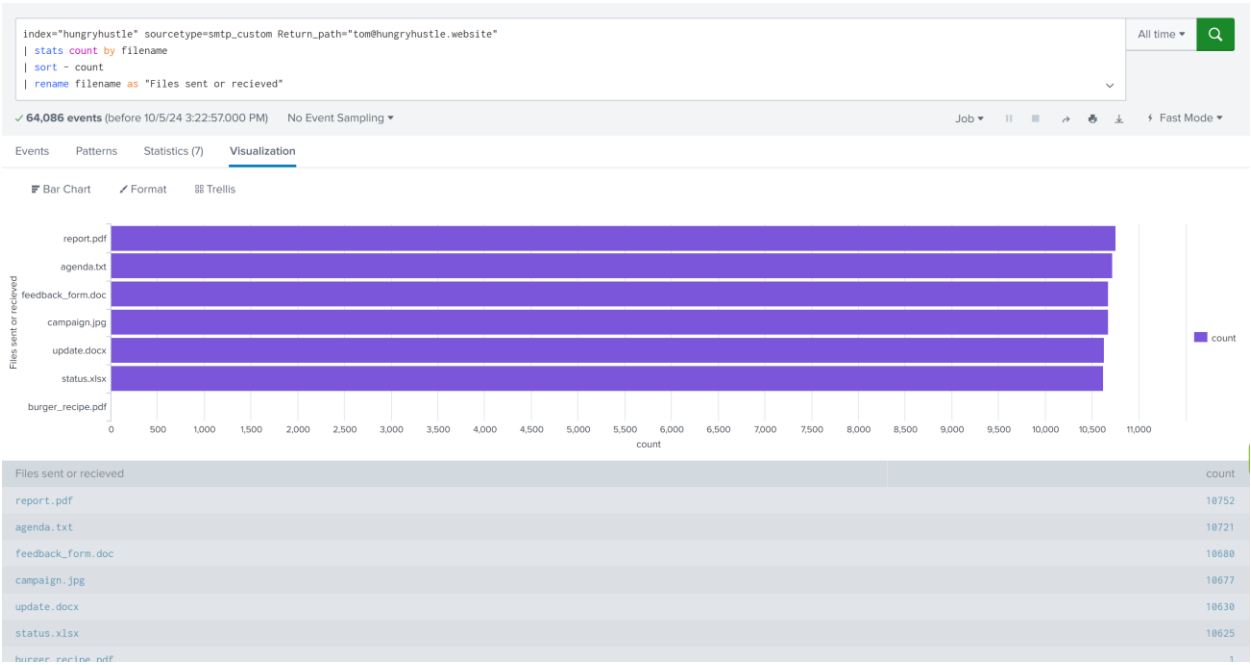 index="hungryhustle" sourcetype=smtp_custom Return_path="tom@hungryhustle.website"
| stats count by filename
| sort - count
| rename filename as "Files sent or recieved"
All time
64,086 events (before 10/5/24 3:22:57.000 PM) No Event Sampling
Job
Fast Mode
Events Patterns Statistics (7) Visualization
Bar Chart Format Trellis
Files sent or recieved
report.pdf
agenda.txt
feedback_form.doc
campaign.jpg
update.docx
status.xlsx
burger_recipe.pdf
0 500 1,000 1,500 2,000 2,500 3,000 3,500 4,000 4,500 5,000 5,500 6,000 6,500 7,000 7,500 8,000 8,500 9,000 9,500 10,000 10,500 11,000
count
count
Files sent or recieved count
report.pdf 10752
agenda.txt 10721
feedback_form.doc 10680
campaign.jpg 10677
update.docx 10630
status.xlsx 10625
burger_recipe.pdf 1